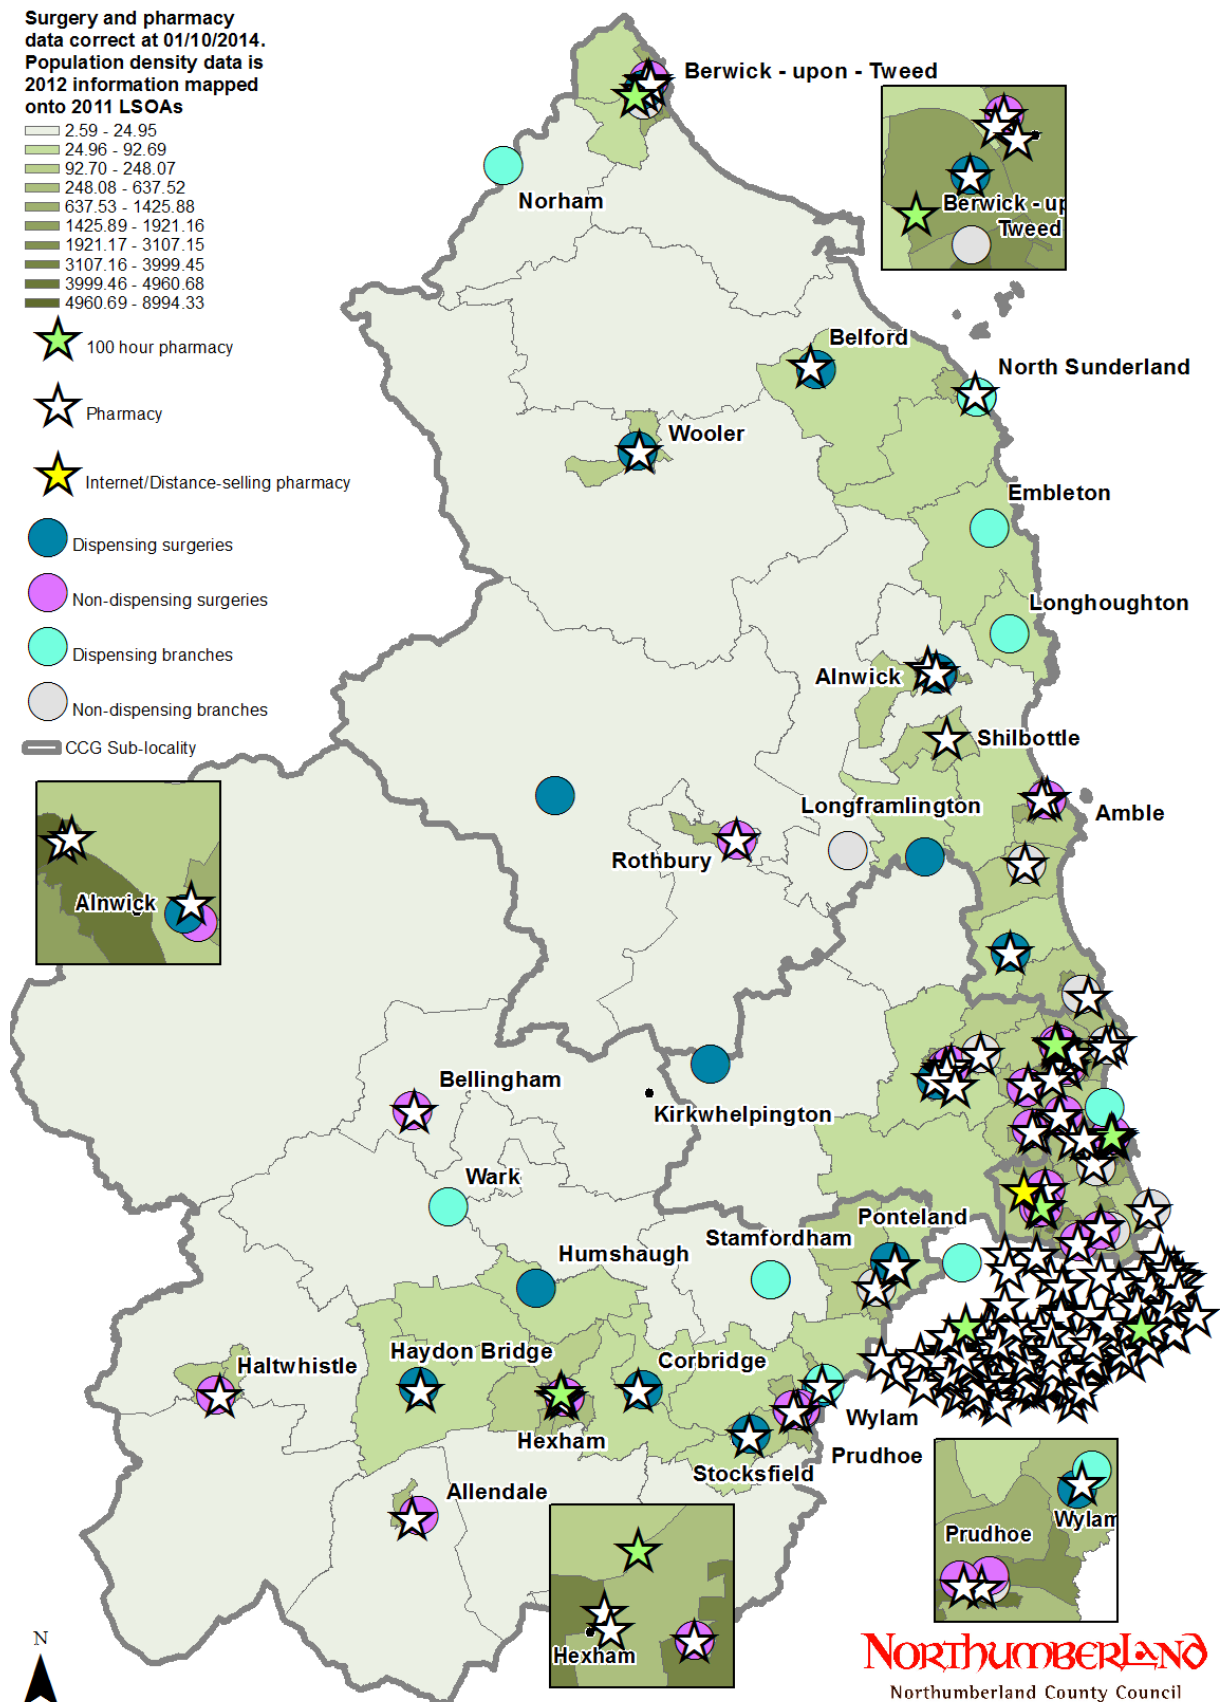 Surgery and pharmacy
data correct at 01/10/2014.
Population density data is
2012 information mapped
onto 2011 LSOAs
2.59 - 24.95
24.96 - 92.69
92.70 - 248.07
248.08 - 637.52
637.53 - 1425.88
1425.89 - 1921.16
1921.17 - 3107.15
3107.16 - 3999.45
3999.46 - 4960.68
4960.69 - 8994.33
100 hour pharmacy
Pharmacy
Internet/Distance-selling pharmacy
Dispensing surgeries
Non-dispensing surgeries
Dispensing branches
Non-dispensing branches
CCG Sub-locality
Berwick - upon - Tweed
Berwick - up
Tweed
Norham
Belford
North Sunderland
Wooler
Embleton
Longhoughton
Alnwick
Shilbottle
Longframlington
Amble
Rothbury
Alnwick
Bellingham
Kirkwhelpington
Wark
Ponteland
Stamfordham
Humshaugh
Haydon Bridge
Corbridge
Haltwhistle
Hexham
Wylam
Prudhoe
Stocksfield
Allendale
Prudhoe
Wylam
Hexham
N
NORTHUMBERLAND
Northumberland County Council